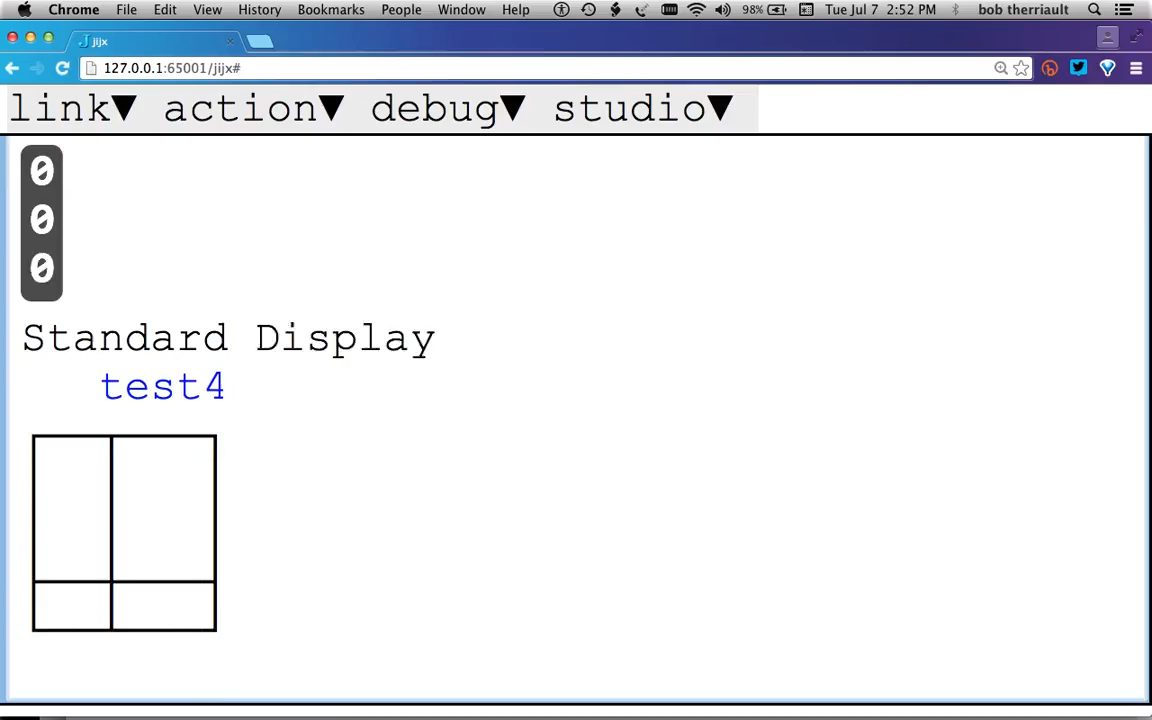 Chrome File Edit View History Bookmarks People Window Help 98% Tue Jul 7 2:52 PM bob therriault
jijx
127.0.0.1:65001/jijx#
link▼ action▼ debug▼ studio▼
0
0
0
Standard Display
test4